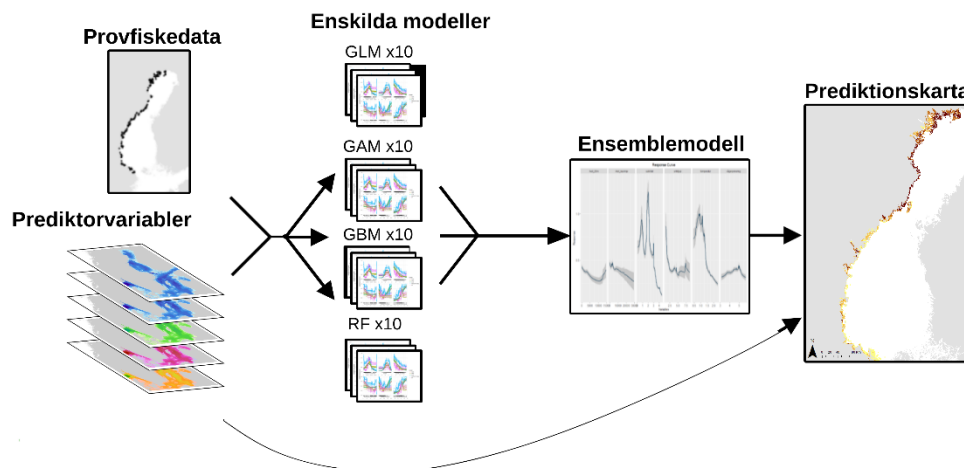 Provfiskedata
Prediktorvariabler
Enskilda modeller
GLM x10
GAM x10
GBM x10
RF x10
Ensemblemodell
Prediktionskarta